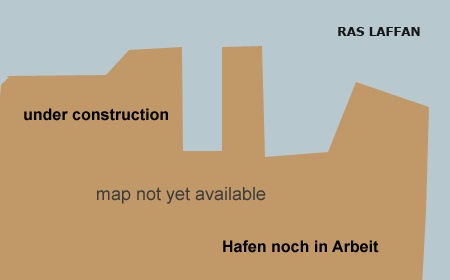 RAS LAFFAN
under construction
map not yet available
Hafen noch in Arbeit